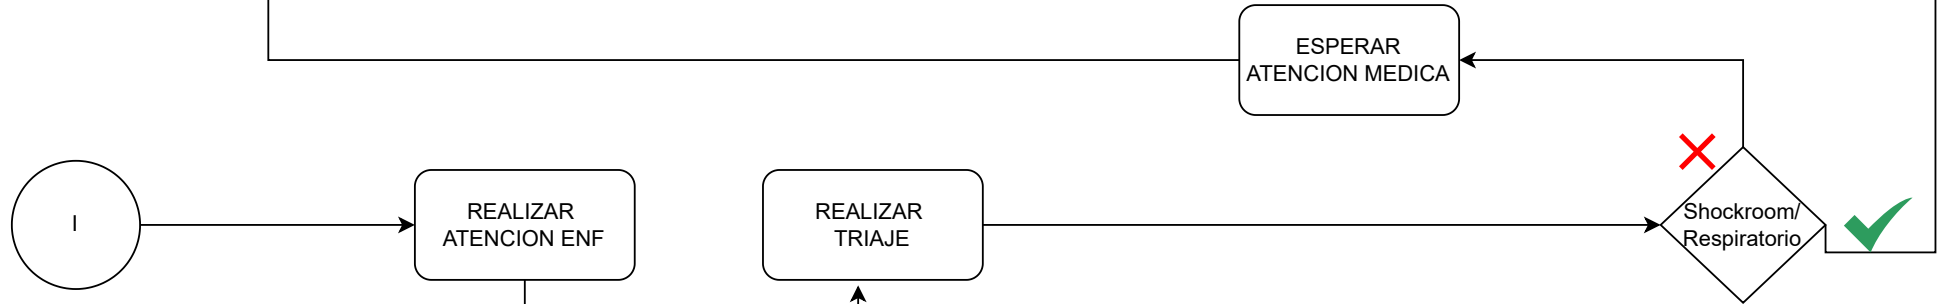 ESPERAR
ATENCION MEDICA
I
REALIZAR
ATENCION ENF
REALIZAR
TRIAJE
Shockroom/
Respiratorio